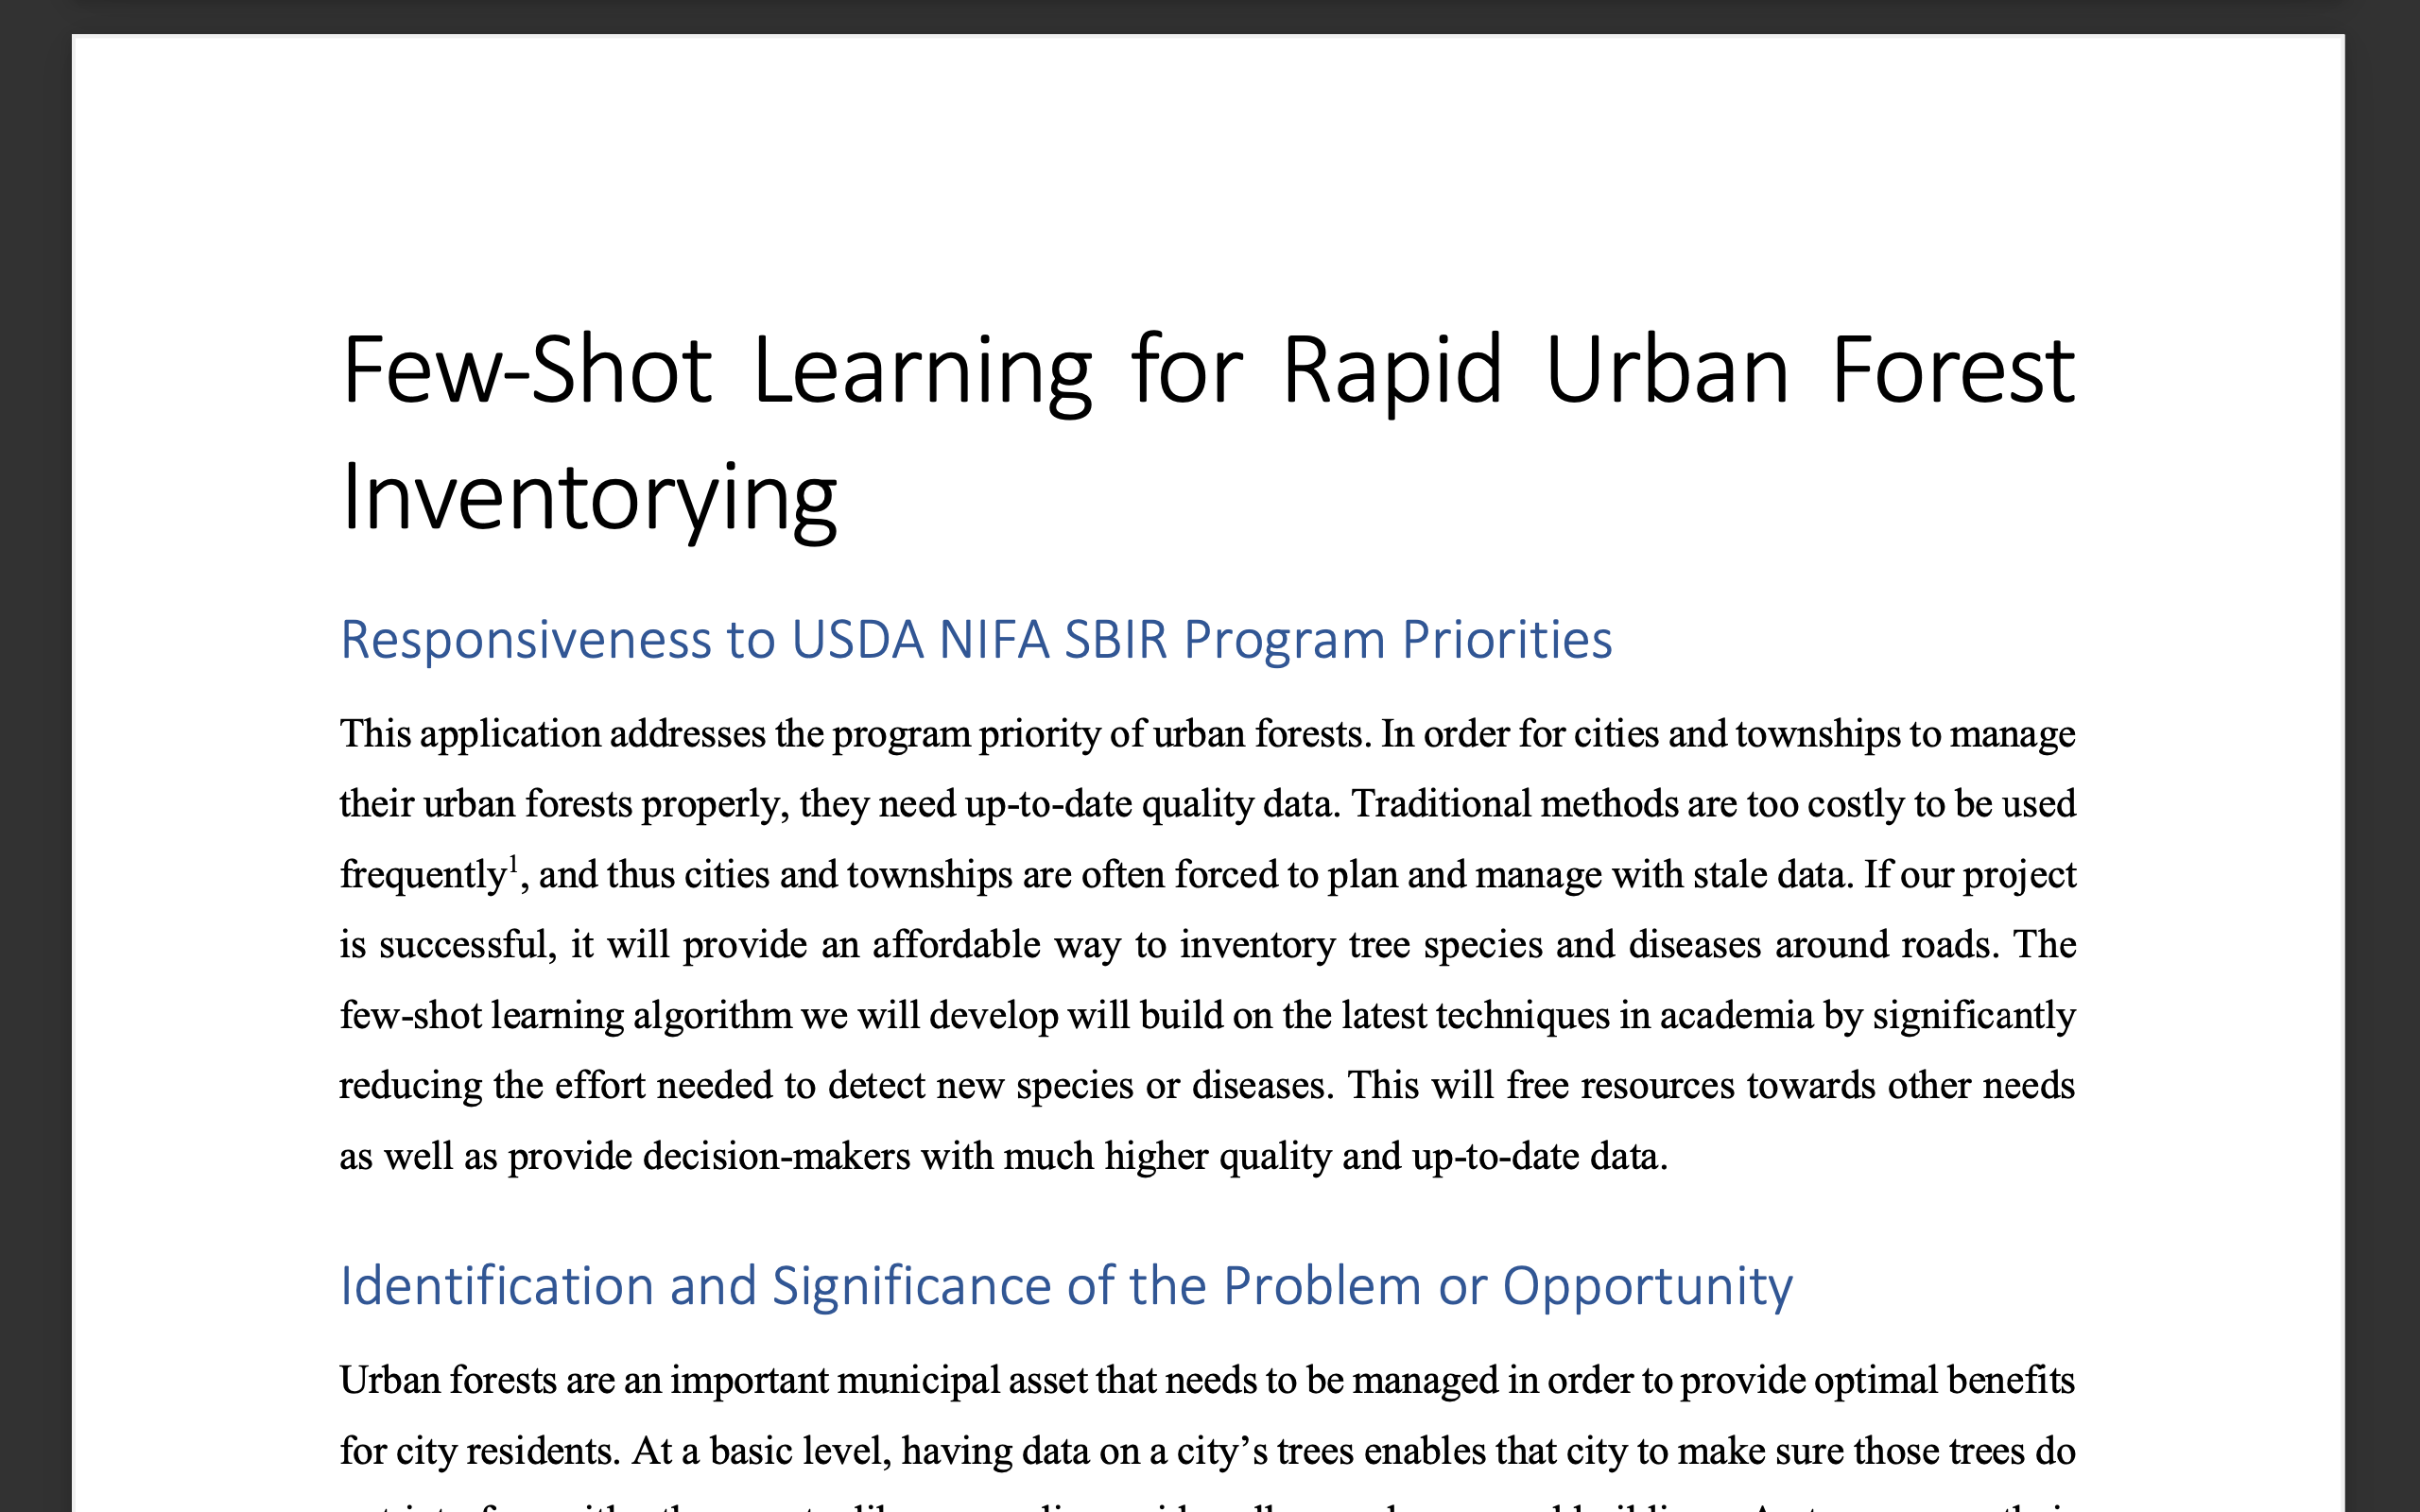 Few-Shot Learning for Rapid Urban Forest
Inventorying
Responsiveness to USDA NIFA SBIR Program Priorities
This application addresses the program priority of urban forests. In order for cities and townships to manage
their urban forests properly, they need up-to-date quality data. Traditional methods are too costly to be used
frequently¹, and thus cities and townships are often forced to plan and manage with stale data. If our project
is successful, it will provide an affordable way to inventory tree species and diseases around roads. The
few-shot learning algorithm we will develop will build on the latest techniques in academia by significantly
reducing the effort needed to detect new species or diseases. This will free resources towards other needs
as well as provide decision-makers with much higher quality and up-to-date data.
Identification and Significance of the Problem or Opportunity
Urban forests are an important municipal asset that needs to be managed in order to provide optimal benefits
for city residents. At a basic level, having data on a city’s trees enables that city to make sure those trees do